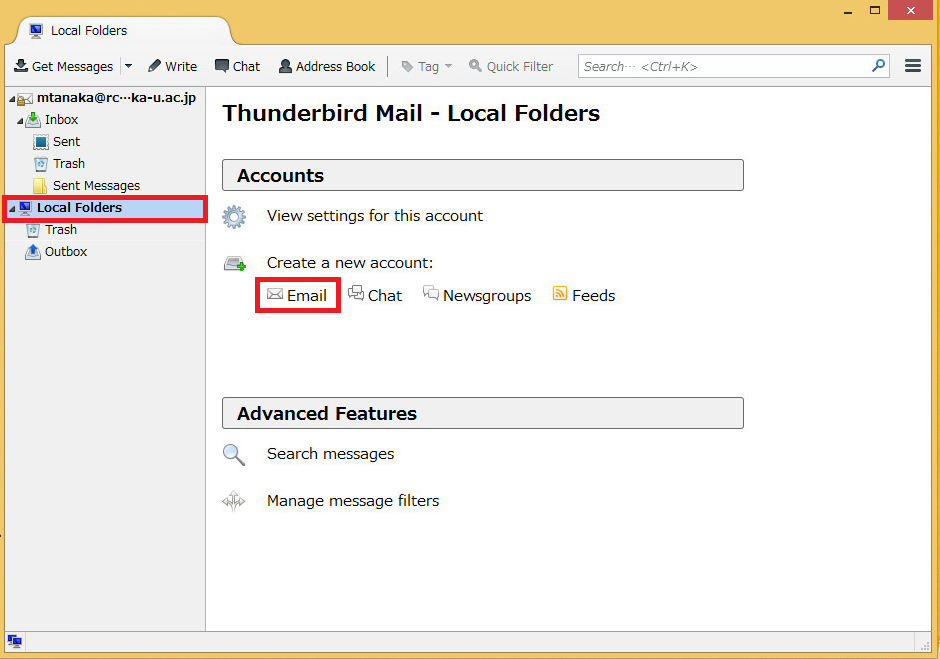 Local Folders
Get Messages Write Chat Address Book Tag Quick Filter Search… <Ctrl+K>
mtanaka@rc…ka-u.ac.jp
Inbox
Sent
Trash
Sent Messages
Local Folders
Trash
Outbox
Thunderbird Mail - Local Folders
Accounts
View settings for this account
Create a new account:
Email Chat Newsgroups Feeds
Advanced Features
Search messages
Manage message filters